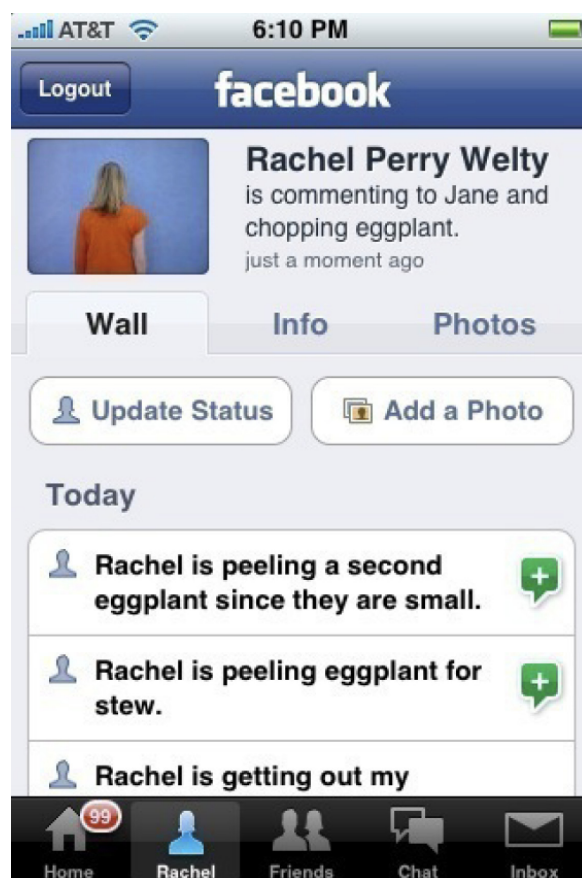 AT&T 6:10 PM
Logout facebook
Rachel Perry Welty
is commenting to Jane and
chopping eggplant.
just a moment ago
Wall Info Photos
Update Status Add a Photo
Today
Rachel is peeling a second
eggplant since they are small.
Rachel is peeling eggplant for
stew.
Rachel is getting out my
99
Home Rachel Friends Chat Inbox